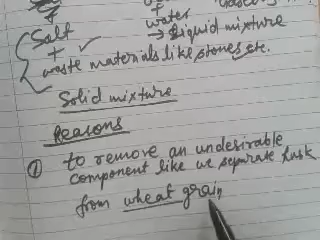 water
→ Liquid mixture
Salt
+
waste materials like stones etc.
Solid mixture
Reasons
① to remove an undesirable
component like we separate husk
from wheat grain